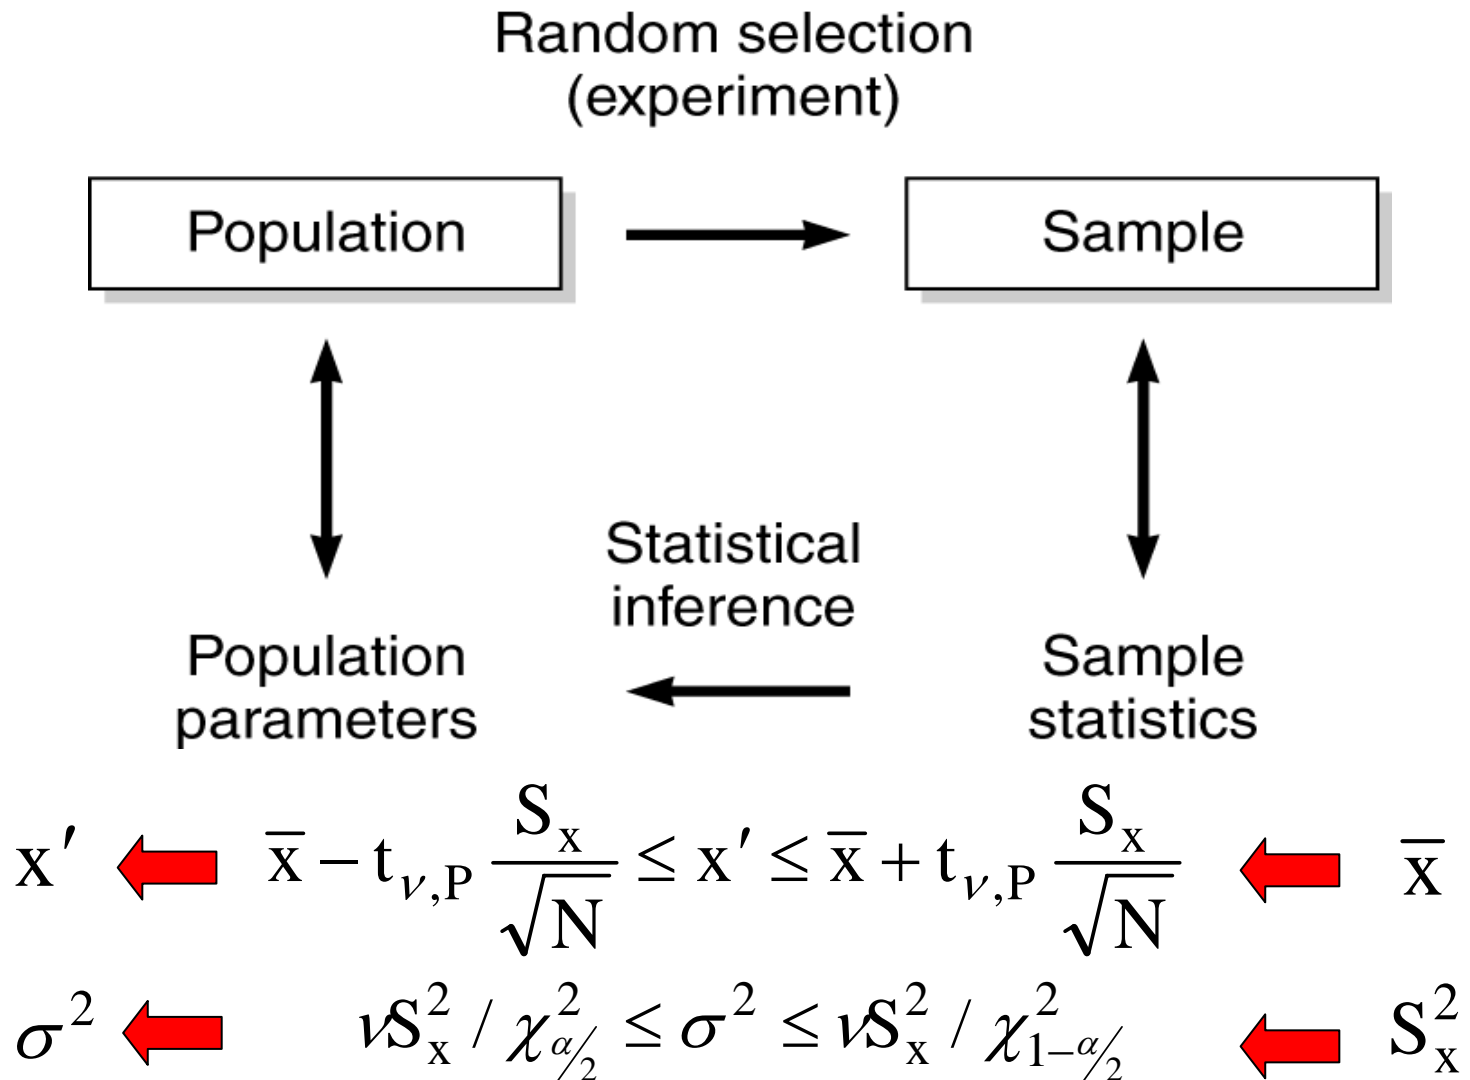 Random selection
(experiment)
Population
Sample
Statistical
inference
Population
parameters
Sample
statistics
x′ x̄ − t_{ν,P} S_x/√N ≤ x′ ≤ x̄ + t_{ν,P} S_x/√N x̄
σ² νS_x² / χ²_{α/2} ≤ σ² ≤ νS_x² / χ²_{1−α/2} S_x²